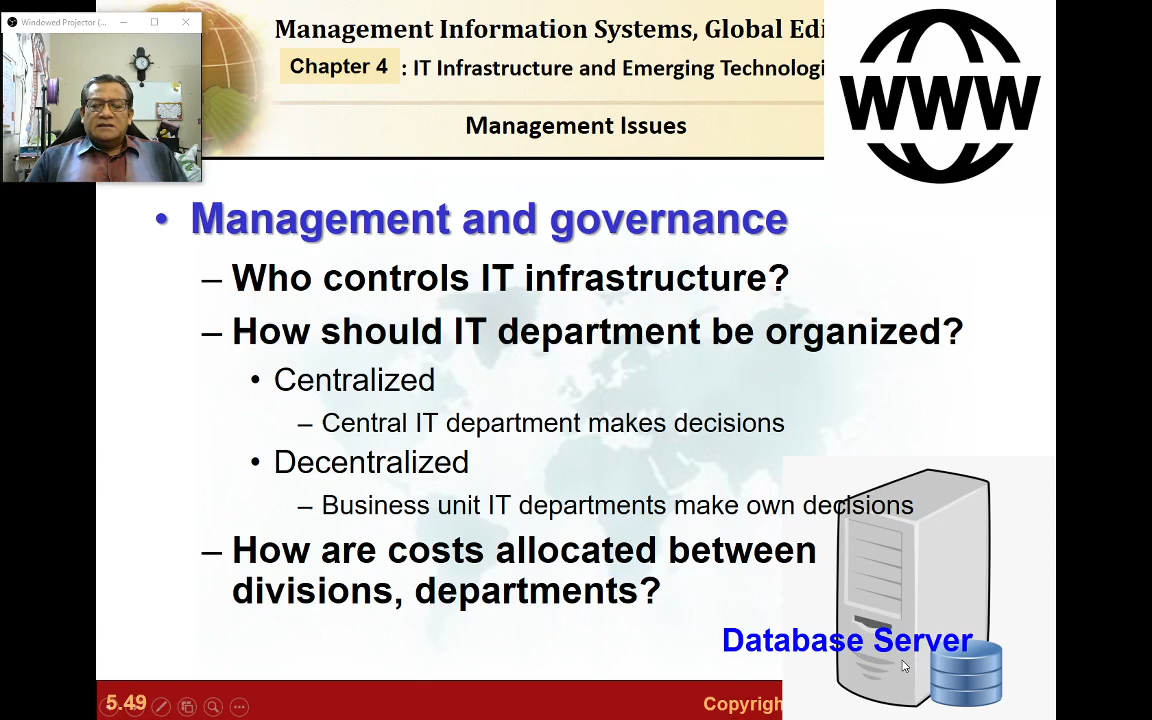 Windowed Projector (...
Management Information Systems, Global Edi
Chapter 4 : IT Infrastructure and Emerging Technologi
Management Issues
WWW
• Management and governance
– Who controls IT infrastructure?
– How should IT department be organized?
• Centralized
– Central IT department makes decisions
• Decentralized
– Business unit IT departments make own decisions
– How are costs allocated between
divisions, departments?
Database Server
5.49
Copyrigh